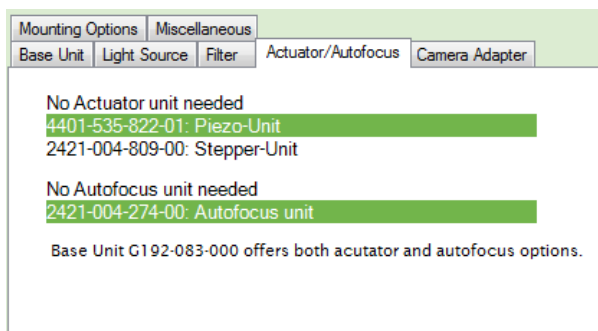 Mounting Options Miscellaneous
Base Unit Light Source Filter Actuator/Autofocus Camera Adapter
No Actuator unit needed
4401-535-822-01: Piezo-Unit
2421-004-809-00: Stepper-Unit
No Autofocus unit needed
2421-004-274-00: Autofocus unit
Base Unit G192-083-000 offers both acutator and autofocus options.